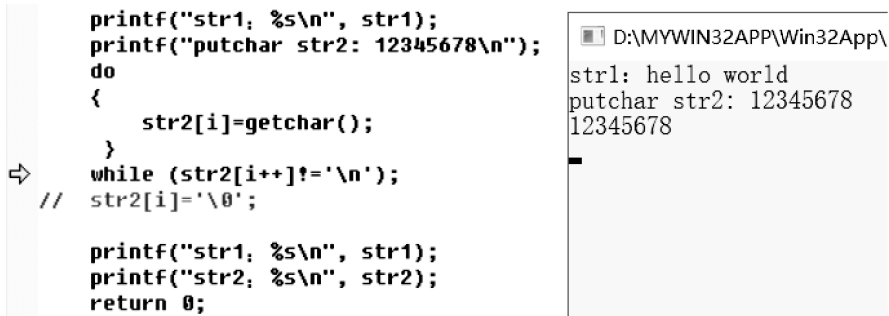 printf("str1：%s\n", str1);
printf("putchar str2: 12345678\n");
do
{
str2[i]=getchar();
}
while (str2[i++]!='\n');
// str2[i]='\0';
printf("str1：%s\n", str1);
printf("str2：%s\n", str2);
return 0;
D:\MYWIN32APP\Win32App\
str1: hello world
putchar str2: 12345678
12345678